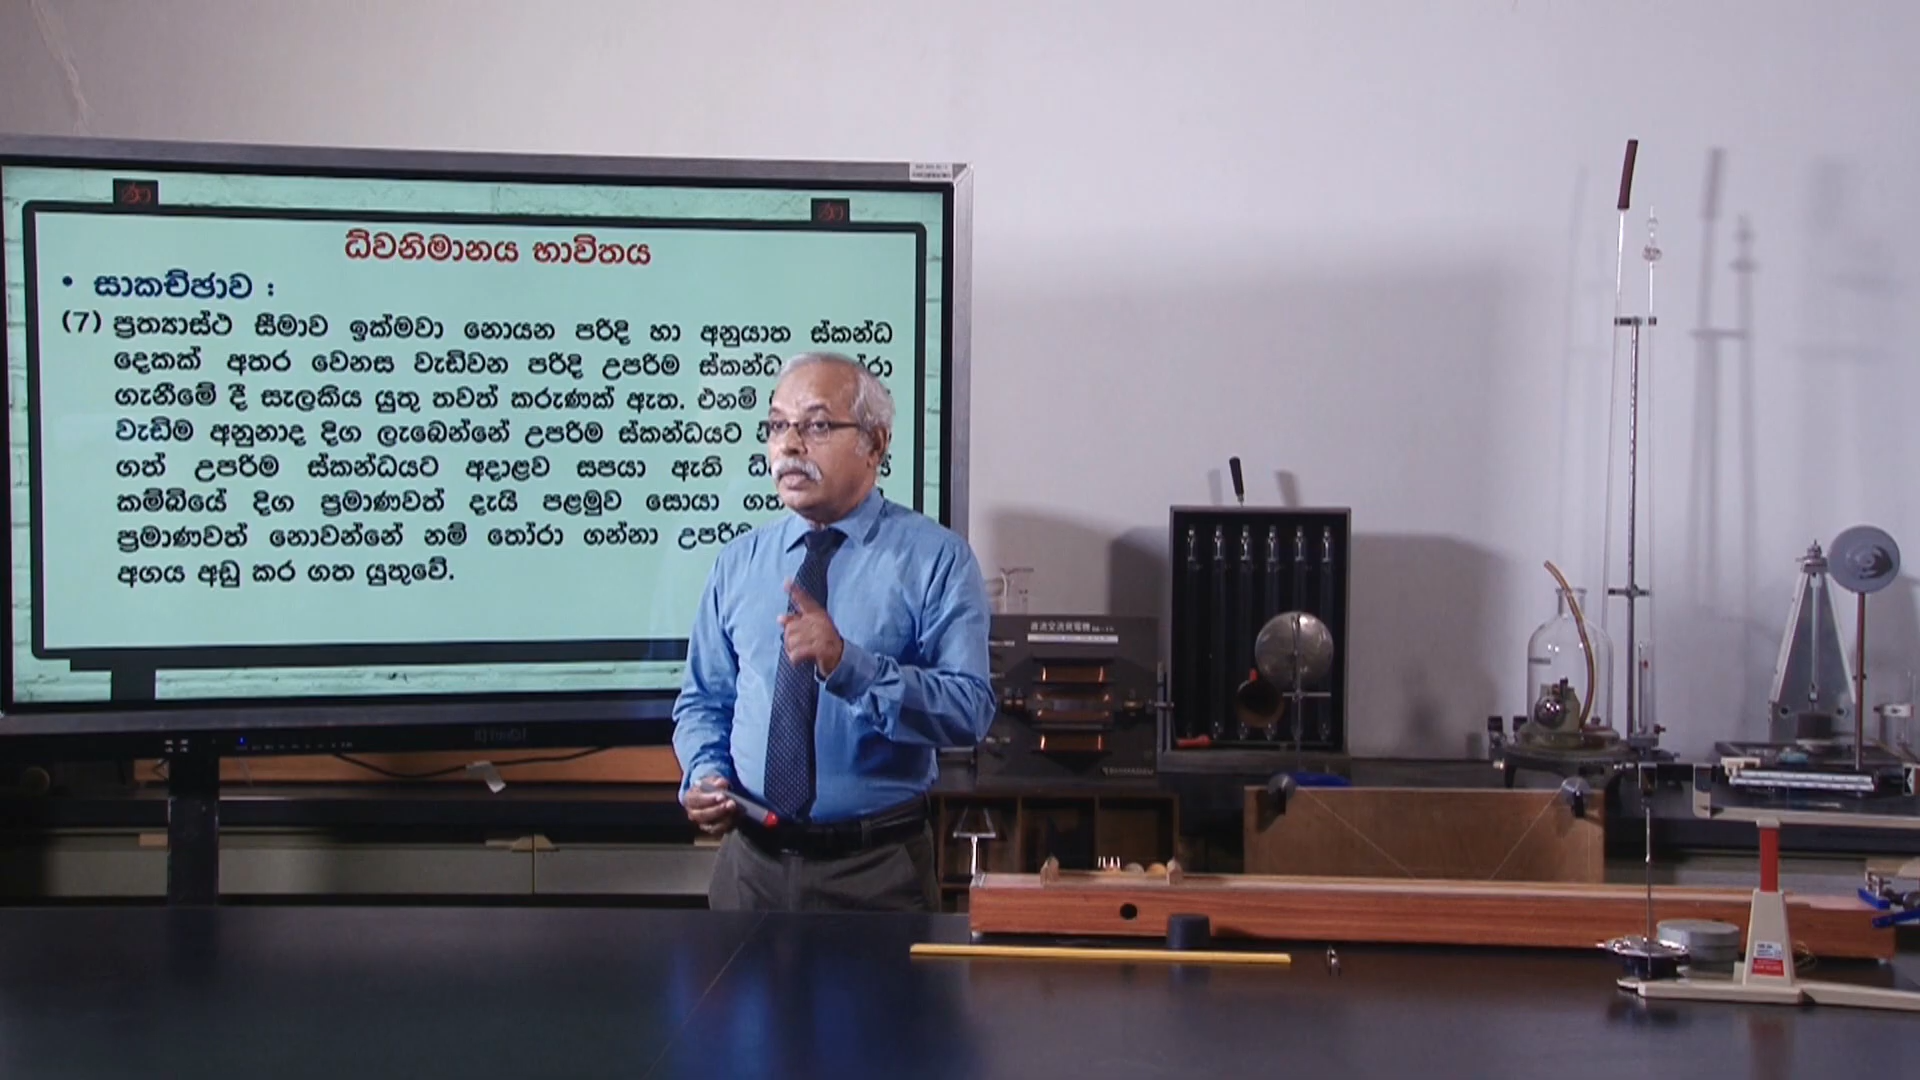 ධ්වනිමානය භාවිතය
• සාකච්ඡාව :
(7) ප්‍රත්‍යාස්ථ සීමාව ඉක්මවා නොයන පරිදි හා අනුයාත ස්කන්ධ
දෙකක් අතර වෙනස වැඩිවන පරිදි උපරිම ස්කන්ධ
ගැනීමේ දී සැලකිය යුතු තවත් කරුණක් ඇත. එනම්
වැඩිම අනුනාද දිග ලැබෙන්නේ උපරිම ස්කන්ධයට
ගත් උපරිම ස්කන්ධයට අදාළව සපයා ඇති
කම්බියේ දිග ප්‍රමාණවත් දැයි පළමුව සොයා
ප්‍රමාණවත් නොවන්නේ නම් තෝරා ගන්නා
අගය අඩු කර ගත යුතුවේ.